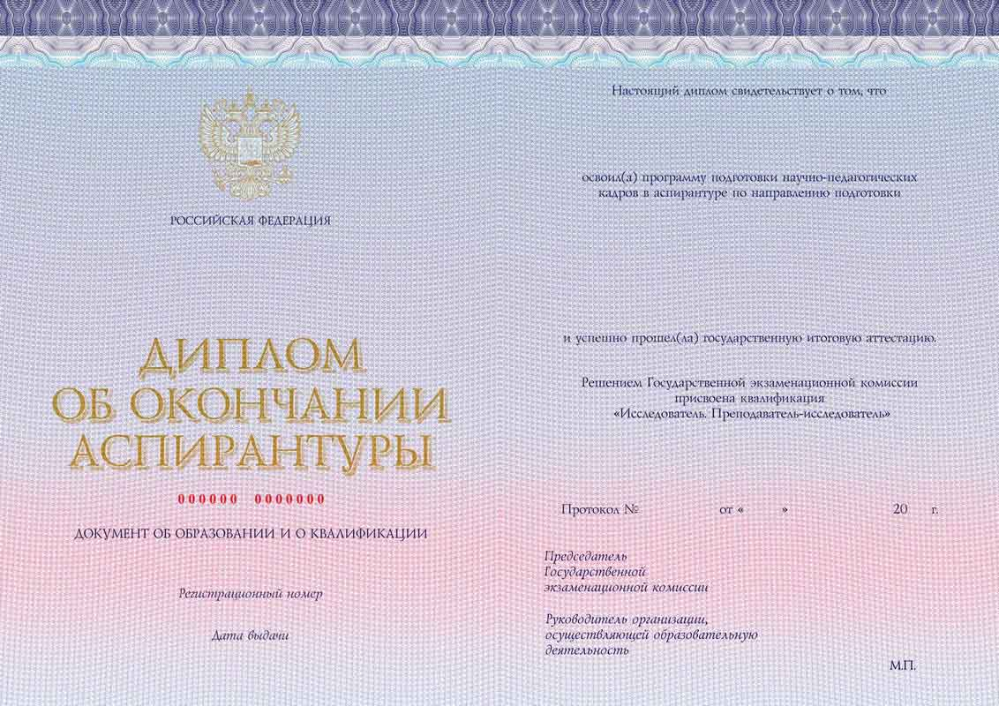 РОССИЙСКАЯ ФЕДЕРАЦИЯ
ДИПЛОМ
ОБ ОКОНЧАНИИ
АСПИРАНТУРЫ
000000 0000000
ДОКУМЕНТ ОБ ОБРАЗОВАНИИ И О КВАЛИФИКАЦИИ
Регистрационный номер
Дата выдачи
Настоящий диплом свидетельствует о том, что
освоил(а) программу подготовки научно-педагогических
кадров в аспирантуре по направлению подготовки
и успешно прошел(ла) государственную итоговую аттестацию.
Решением Государственной экзаменационной комиссии
присвоена квалификация
«Исследователь. Преподаватель-исследователь»
Протокол № от « » 20 г.
Председатель
Государственной
экзаменационной комиссии
Руководитель организации,
осуществляющей образовательную
деятельность
М.П.